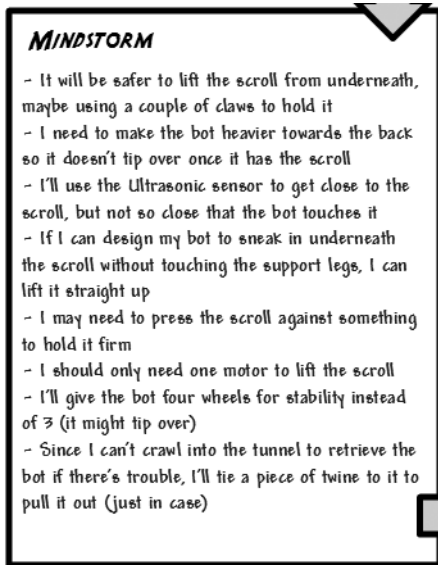 MINDSTORM
- It will be safer to lift the scroll from underneath,
maybe using a couple of claws to hold it
- I need to make the bot heavier towards the back
so it doesn't tip over once it has the scroll
- I'll use the Ultrasonic sensor to get close to the
scroll, but not so close that the bot touches it
- If I can design my bot to sneak in underneath
the scroll without touching the support legs, I can
lift it straight up
- I may need to press the scroll against something
to hold it firm
- I should only need one motor to lift the scroll
- I'll give the bot four wheels for stability instead
of 3 (it might tip over)
- Since I can't crawl into the tunnel to retrieve the
bot if there's trouble, I'll tie a piece of twine to it to
pull it out (just in case)